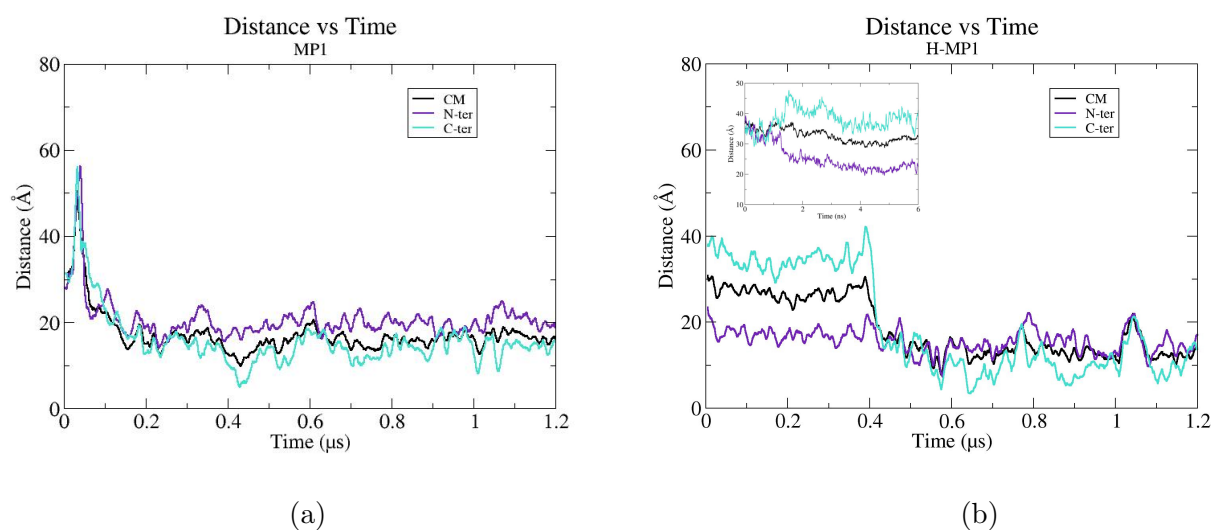 Distance vs Time
MP1
80
60
40
20
0
Distance (Å)
CM
N-ter
C-ter
0 0.2 0.4 0.6 0.8 1 1.2
Time (µs)
(a)
Distance vs Time
H-MP1
80
60
40
20
0
Distance (Å)
50
40
30
20
10
Distance (Å)
0 2 4 6
Time (ns)
CM
N-ter
C-ter
0 0.2 0.4 0.6 0.8 1 1.2
Time (µs)
(b)